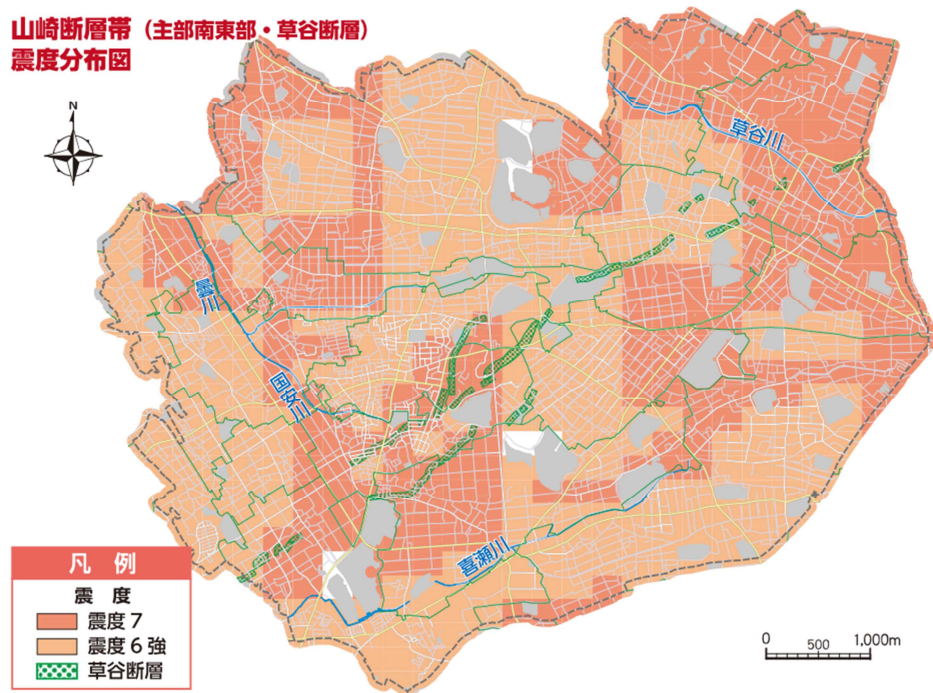 山崎断層帯（主部南東部・草谷断層）
震度分布図
N
草谷川
曇川
国安川
喜瀬川
凡例
震度
震度7
震度6強
草谷断層
0 500 1,000m